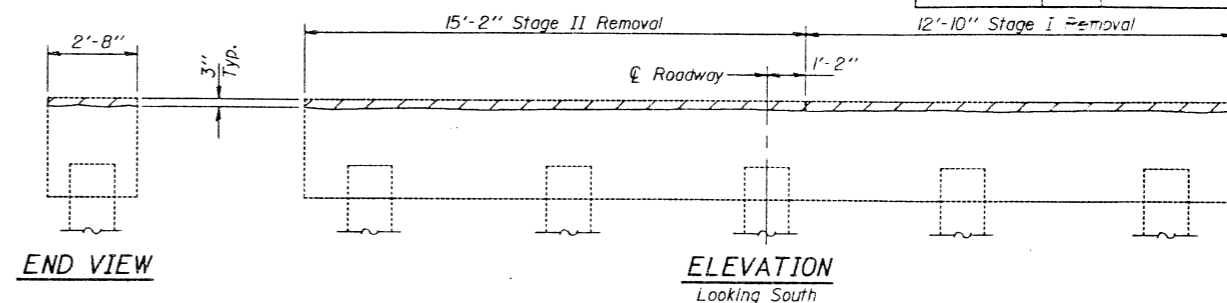 15'-2" Stage II Removal
12'-10" Stage I Removal
2'-8"
3" Typ.
℄ Roadway
1'-2"
END VIEW
ELEVATION
Looking South